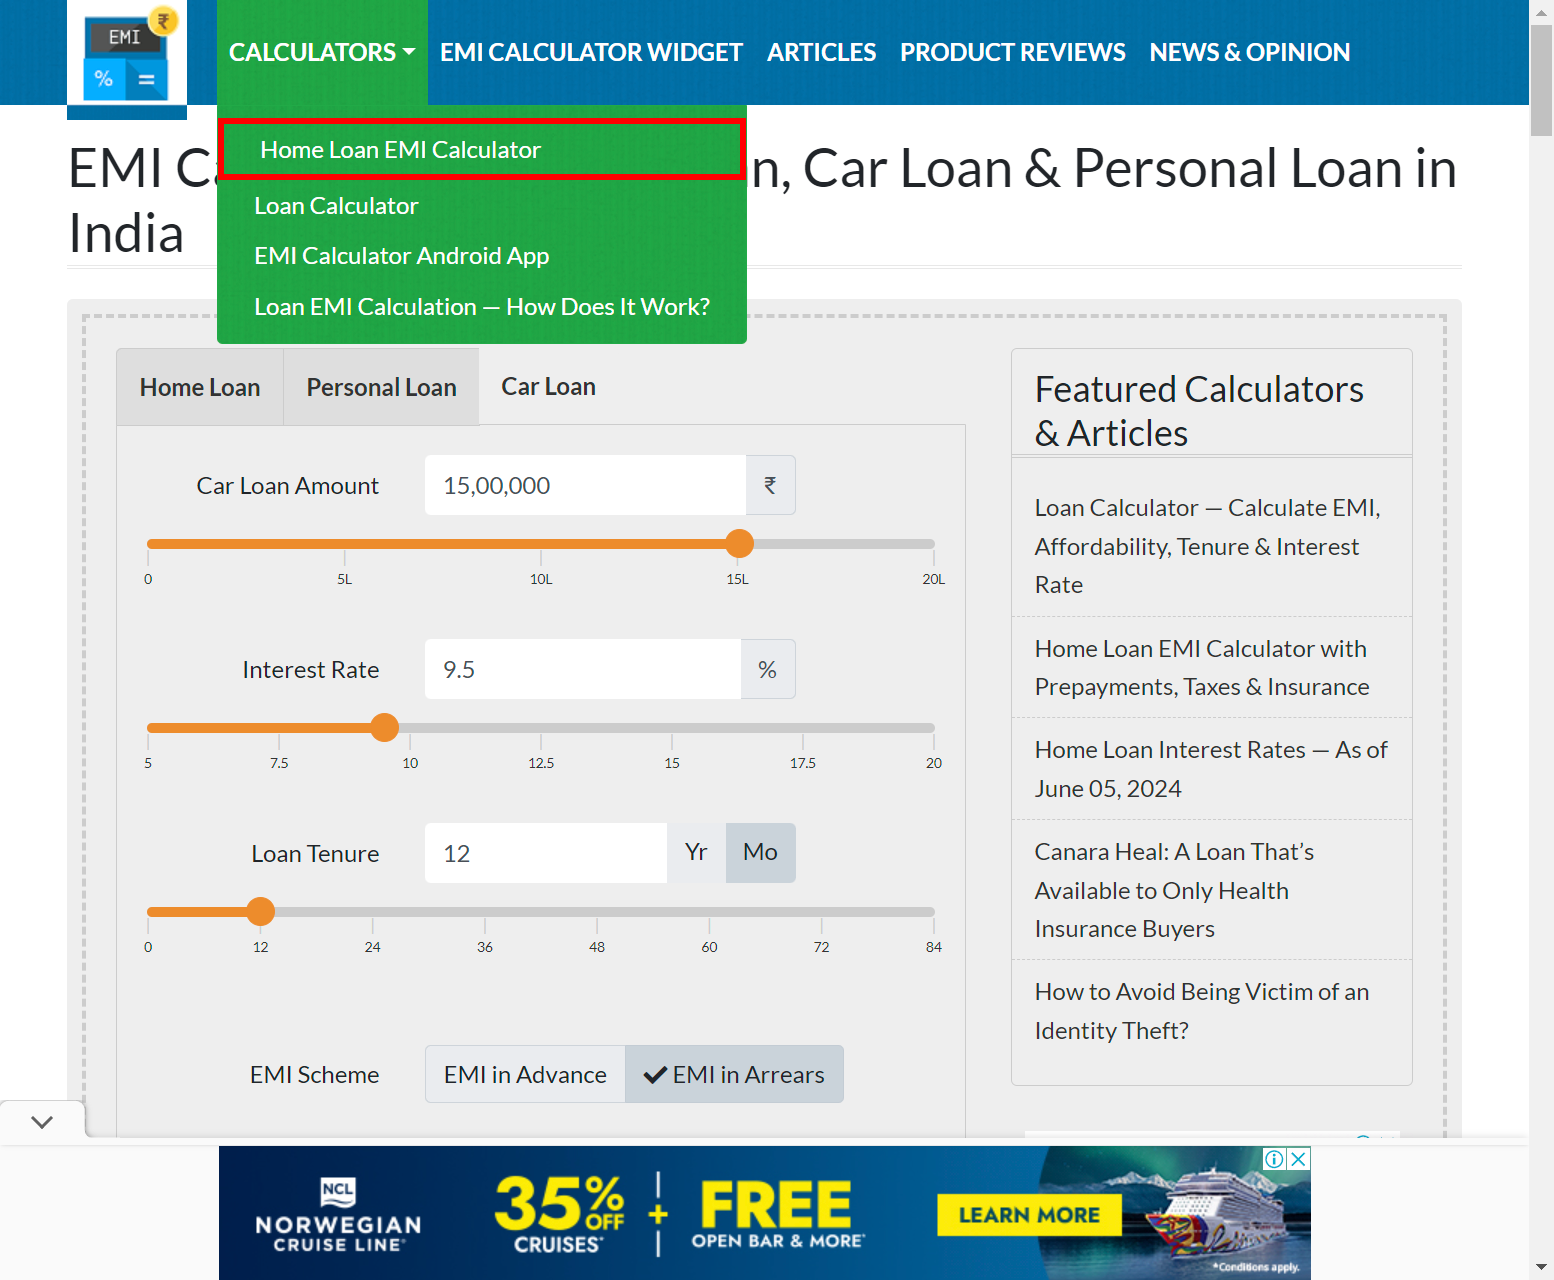 EMI
%
=
₹
CALCULATORS
EMI CALCULATOR WIDGET
ARTICLES
PRODUCT REVIEWS
NEWS & OPINION
Home Loan EMI Calculator
Loan Calculator
EMI Calculator Android App
Loan EMI Calculation — How Does It Work?
EMI C
n, Car Loan & Personal Loan in
India
Home Loan
Personal Loan
Car Loan
Car Loan Amount
15,00,000
₹
0 5L 10L 15L 20L
Interest Rate
9.5
%
5 7.5 10 12.5 15 17.5 20
Loan Tenure
12
Yr
Mo
0 12 24 36 48 60 72 84
EMI Scheme
EMI in Advance
EMI in Arrears
Featured Calculators
& Articles
Loan Calculator — Calculate EMI,
Affordability, Tenure & Interest
Rate
Home Loan EMI Calculator with
Prepayments, Taxes & Insurance
Home Loan Interest Rates — As of
June 05, 2024
Canara Heal: A Loan That's
Available to Only Health
Insurance Buyers
How to Avoid Being Victim of an
Identity Theft?
NCL
NORWEGIAN
CRUISE LINE®
35% OFF
CRUISES*
+
FREE
OPEN BAR & MORE*
LEARN MORE
*Conditions apply.